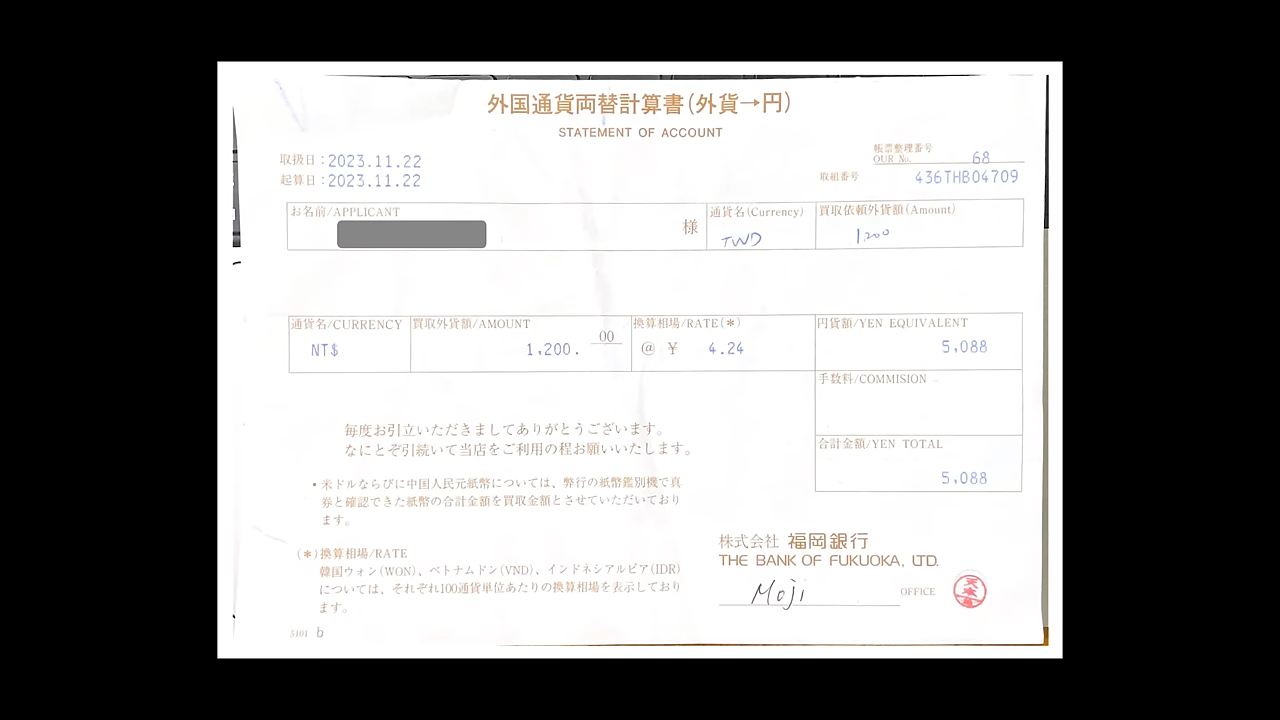 外国通貨両替計算書(外貨→円)
STATEMENT OF ACCOUNT
取扱日:2023.11.22
起算日:2023.11.22
帳票整理番号
OUR No. 68
取組番号 436THB04709
お名前/APPLICANT
様
通貨名(Currency)
TWD
買取依頼外貨額(Amount)
1,200
通貨名/CURRENCY
NT$
買取外貨額/AMOUNT
1,200. 00
換算相場/RATE(*)
@ ¥ 4.24
円貨額/YEN EQUIVALENT
5,088
手数料/COMMISION
合計金額/YEN TOTAL
5,088
毎度お引立いただきましてありがとうございます。
なにとぞ引続いて当店をご利用の程お願いいたします。
•米ドルならびに中国人民元紙幣については、弊行の紙幣鑑別機で真
券と確認できた紙幣の合計金額を買取金額とさせていただいており
ます。
(*)換算相場/RATE
韓国ウォン(WON)、ベトナムドン(VND)、インドネシアルピア(IDR)
については、それぞれ100通貨単位あたりの換算相場を表示しており
ます。
株式会社 福岡銀行
THE BANK OF FUKUOKA, LTD.
Moji OFFICE
5101 b